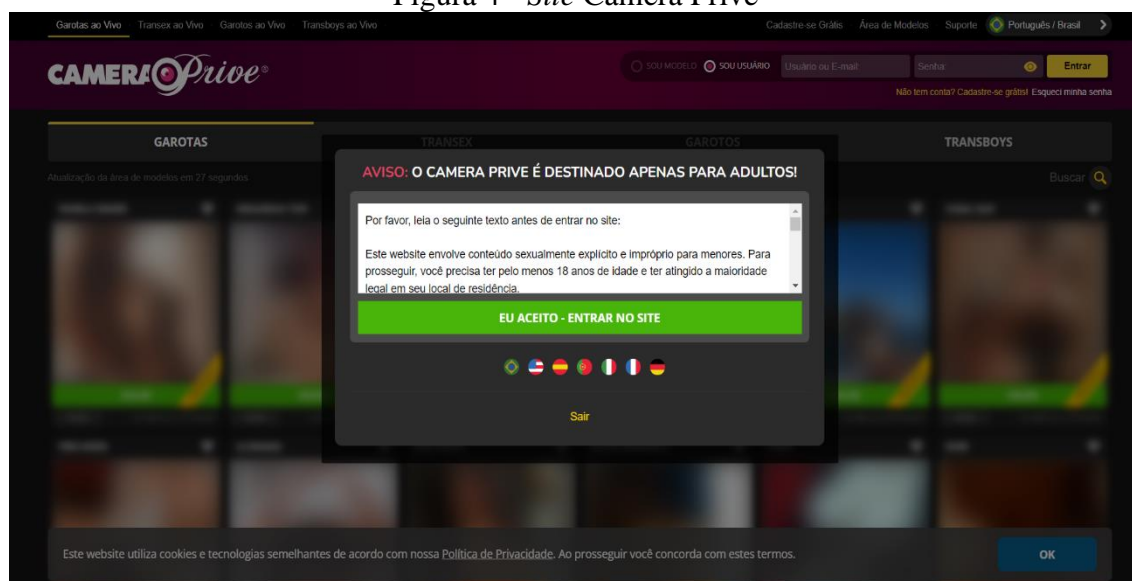 Figura 4 - Site Camera Prive
Garotas ao Vivo Transex ao Vivo Garotos ao Vivo Transboys ao Vivo Cadastre-se Grátis Área de Modelos Suporte Português / Brasil
CAMERA Prive®
SOU MODELO SOU USUÁRIO Usuário ou E-mail: Senha: Entrar
Não tem conta? Cadastre-se grátis! Esqueci minha senha
GAROTAS TRANSEX GAROTOS TRANSBOYS
Atualização da área de modelos em 27 segundos. Buscar
AVISO: O CAMERA PRIVE É DESTINADO APENAS PARA ADULTOS!
Por favor, leia o seguinte texto antes de entrar no site:
Este website envolve conteúdo sexualmente explícito e impróprio para menores. Para
prosseguir, você precisa ter pelo menos 18 anos de idade e ter atingido a maioridade
legal em seu local de residência.
EU ACEITO - ENTRAR NO SITE
Sair
Este website utiliza cookies e tecnologias semelhantes de acordo com nossa Política de Privacidade. Ao prosseguir você concorda com estes termos.
OK